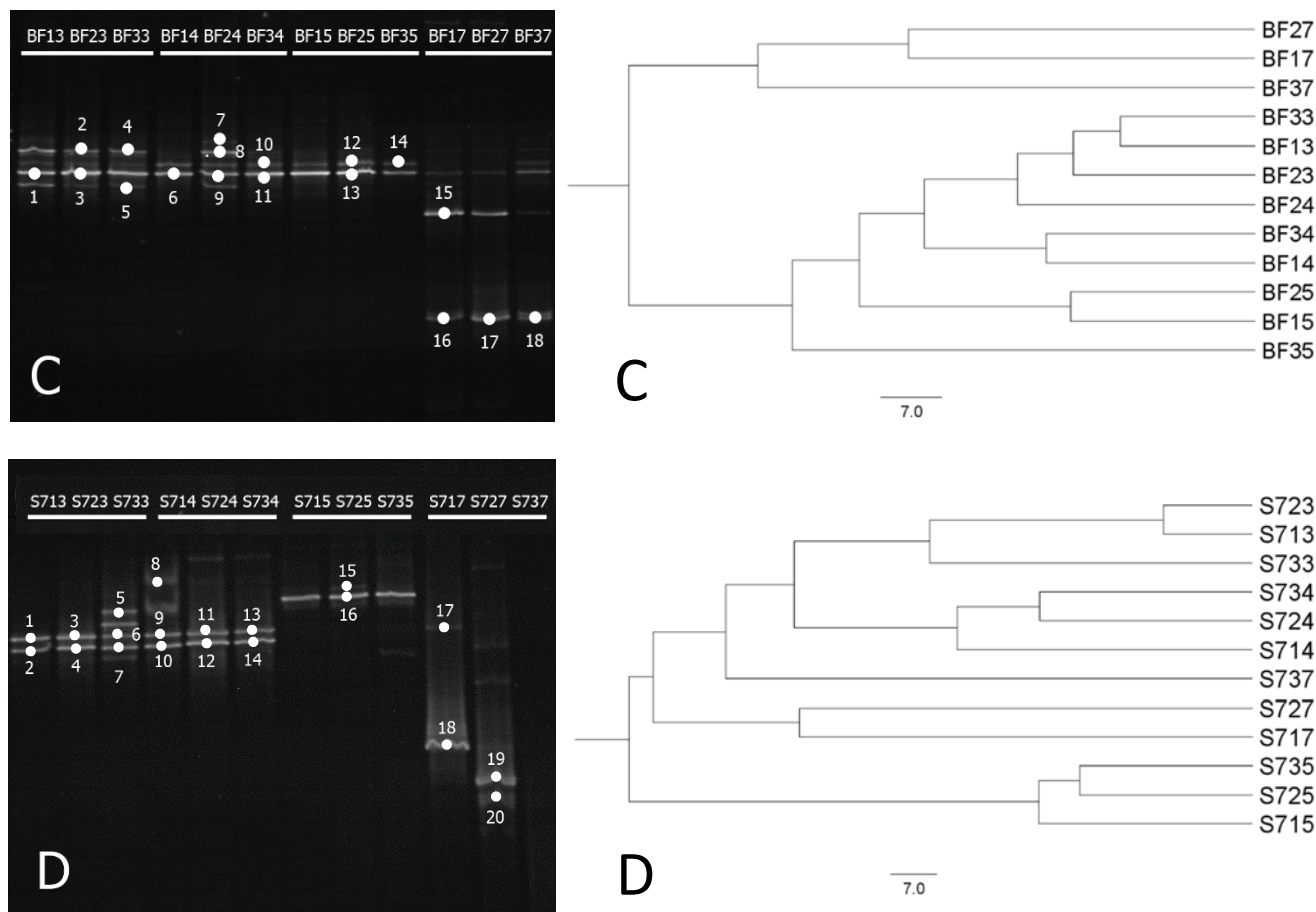 BF13 BF23 BF33 BF14 BF24 BF34 BF15 BF25 BF35 BF17 BF27 BF37
2 4 7 8 10 12 14
1 3 5 6 9 11 13
15
16 17 18
C
BF27
BF17
BF37
BF33
BF13
BF23
BF24
BF34
BF14
BF25
BF15
BF35
C
7.0
S713 S723 S733 S714 S724 S734 S715 S725 S735 S717 S727 S737
8
15
5
1 3 6 9 11 13
16
17
2 4 7 10 12 14
18
19
20
D
S723
S713
S733
S734
S724
S714
S737
S727
S717
S735
S725
S715
D
7.0